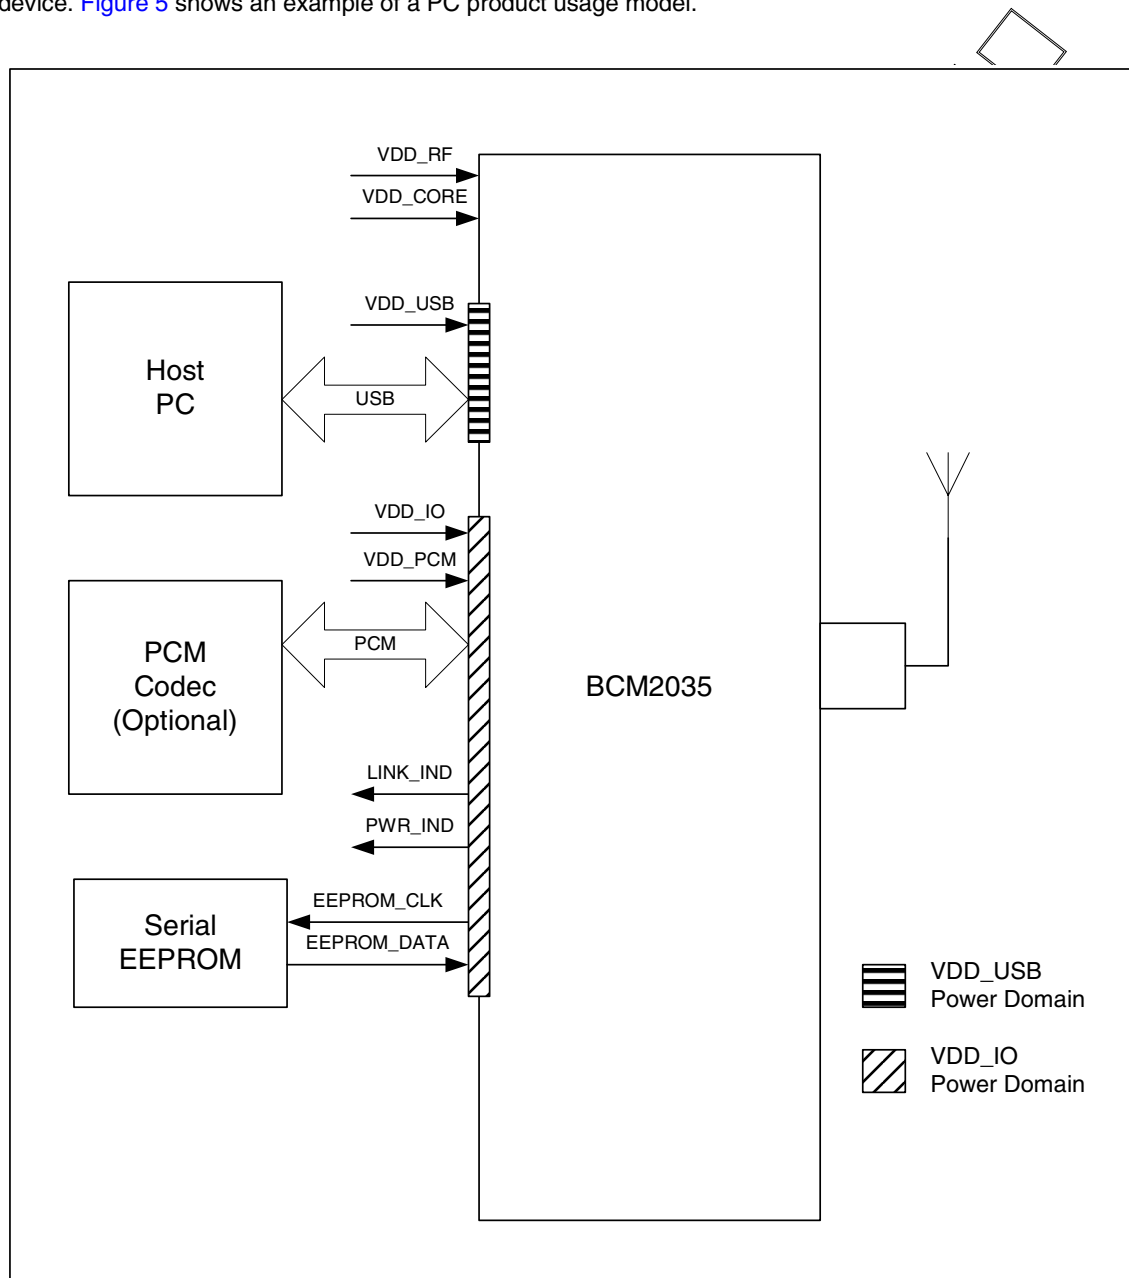 device. Figure 5 shows an example of a PC product usage model.
VDD_RF
VDD_CORE
VDD_USB
Host
PC
USB
VDD_IO
VDD_PCM
PCM
Codec
(Optional)
PCM
BCM2035
LINK_IND
PWR_IND
Serial
EEPROM
EEPROM_CLK
EEPROM_DATA
VDD_USB
Power Domain
VDD_IO
Power Domain